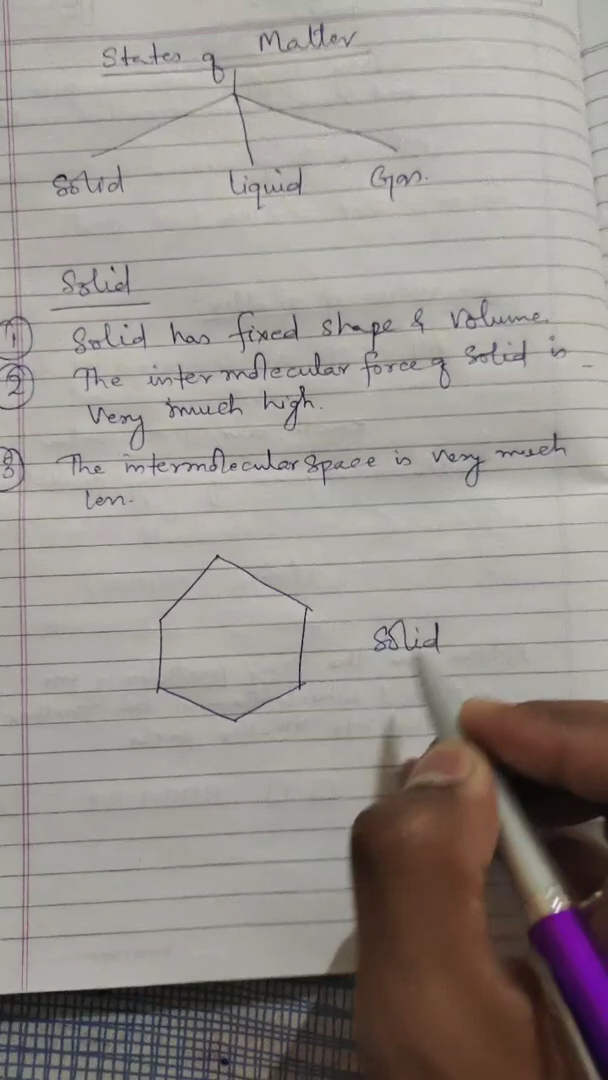 States of Matter
Solid Liquid Gas.
Solid
① Solid has fixed shape & Volume.
② The intermolecular force of solid is
Very much high.
③ The intermolecular space is very much
less.
Solid